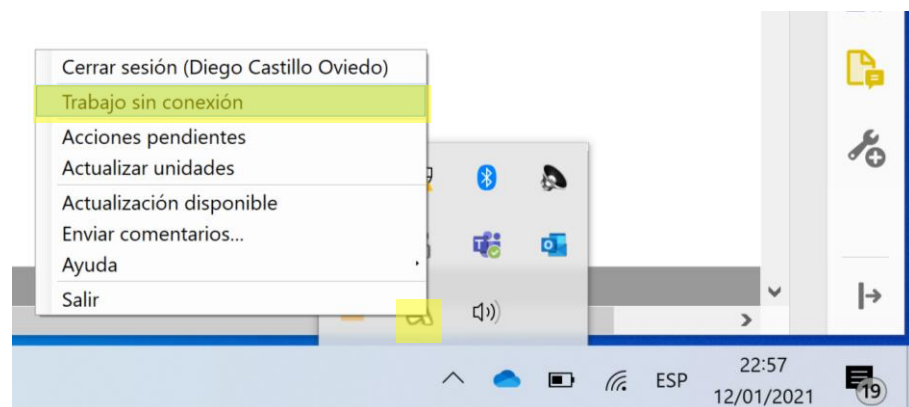 Cerrar sesión (Diego Castillo Oviedo)
Trabajo sin conexión
Acciones pendientes
Actualizar unidades
Actualización disponible
Enviar comentarios...
Ayuda
Salir
ESP
22:57
12/01/2021
19